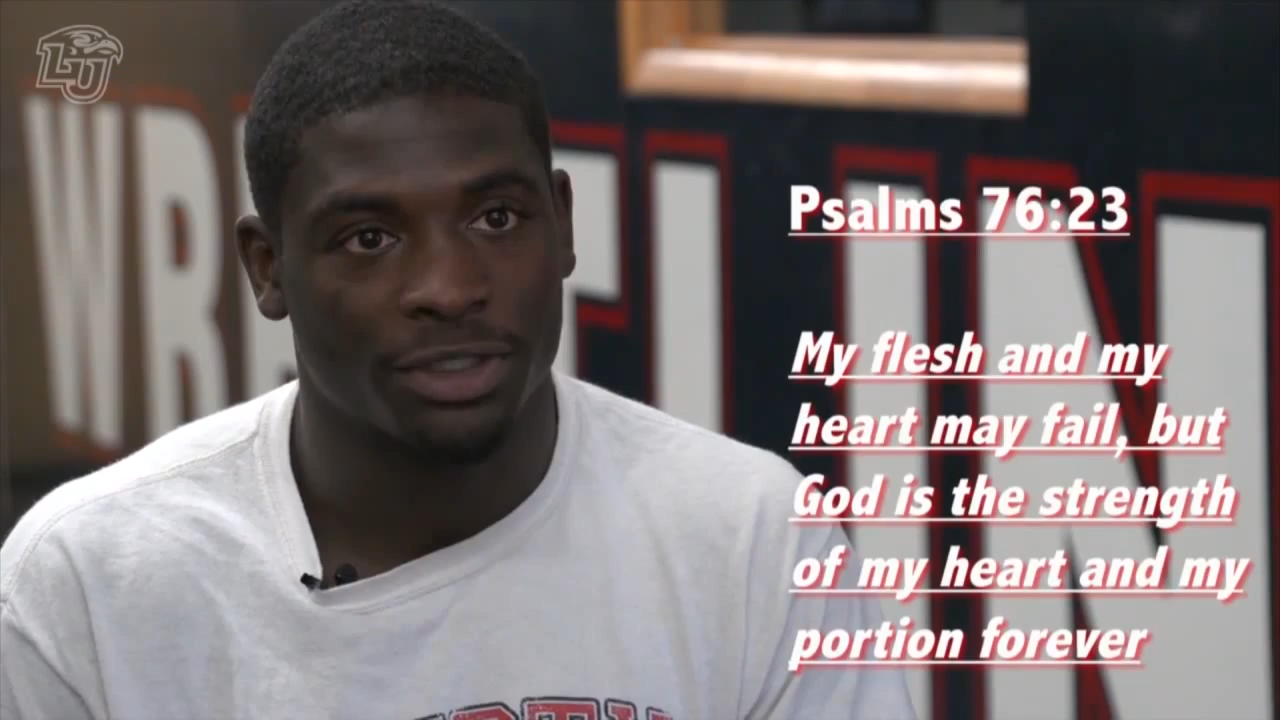 LU
WRESTLIN
Psalms 76:23
My flesh and my
heart may fail, but
God is the strength
of my heart and my
portion forever